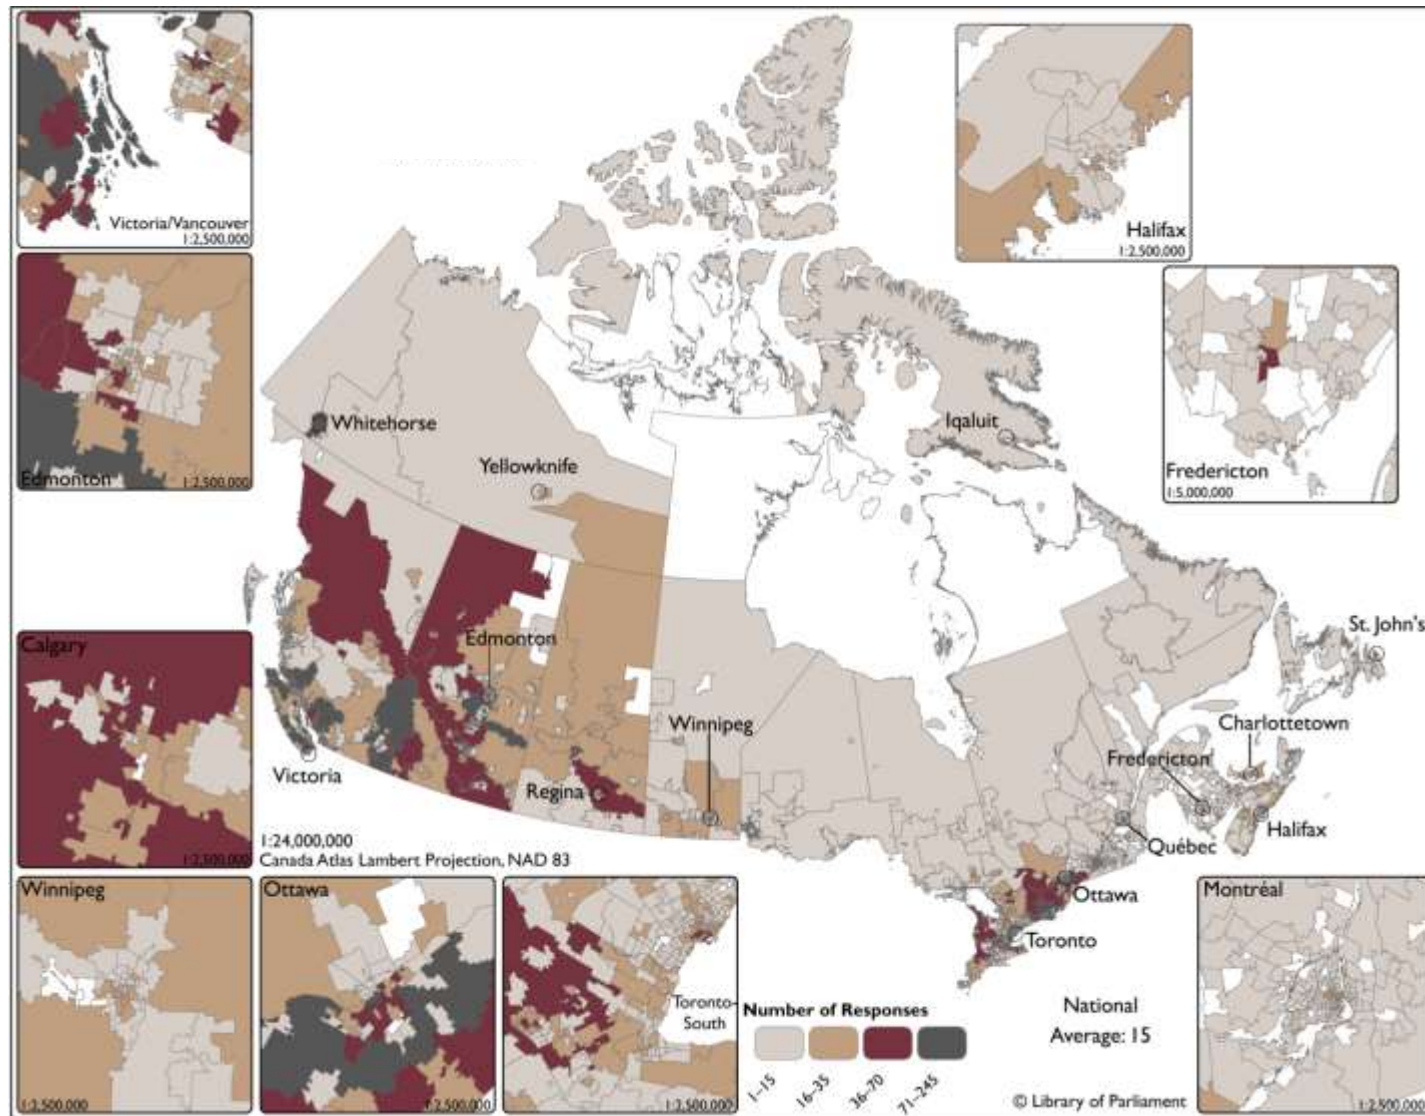 Victoria/Vancouver
1:2,500,000
Halifax
1:2,500,000
Edmonton
1:2,500,000
Fredericton
1:5,000,000
Whitehorse
Iqaluit
Yellowknife
Edmonton
St. John's
Calgary
1:2,500,000
Winnipeg
Charlottetown
Fredericton
Victoria
Regina
Halifax
Québec
1:24,000,000
Canada Atlas Lambert Projection, NAD 83
Ottawa
Toronto
Winnipeg
1:2,500,000
Ottawa
1:2,500,000
Toronto-
South
1:2,500,000
Number of Responses
1–15
16–35
36–70
71–245
National
Average: 15
© Library of Parliament
Montréal
1:2,500,000